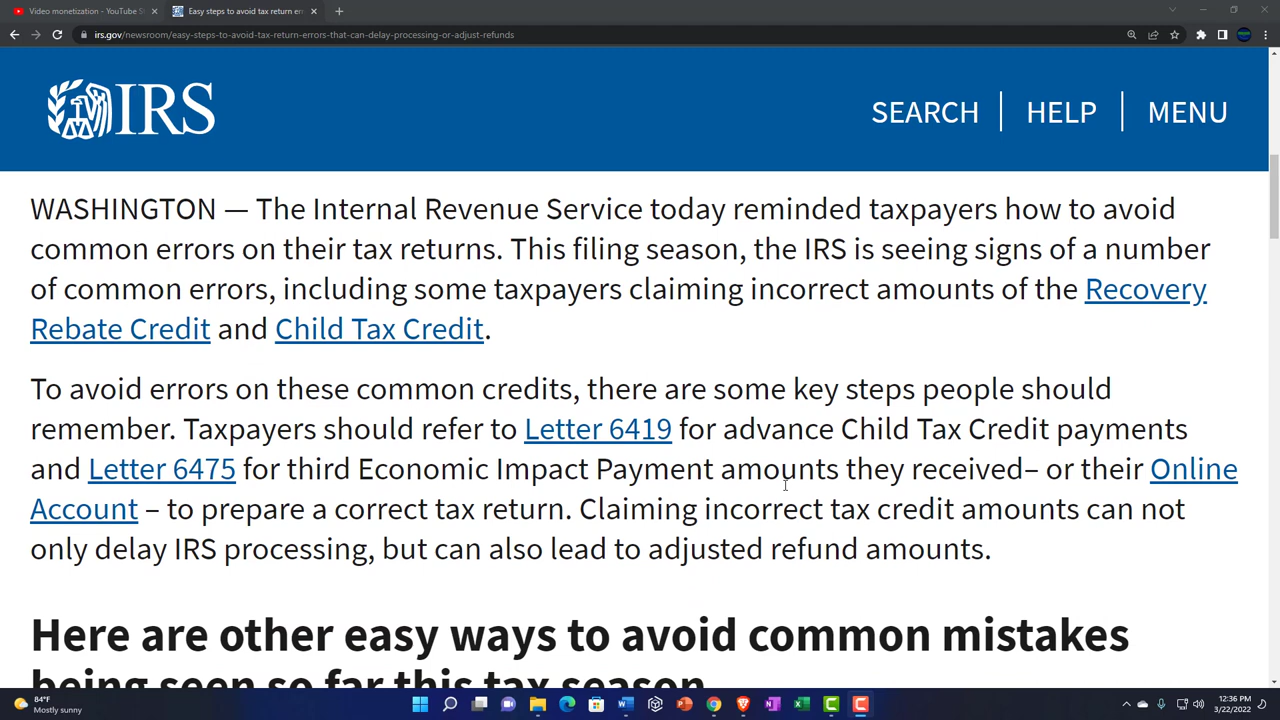 Video monetization - YouTube S
Easy steps to avoid tax return er
irs.gov/newsroom/easy-steps-to-avoid-tax-return-errors-that-can-delay-processing-or-adjust-refunds
IRS
SEARCH
HELP
MENU
WASHINGTON — The Internal Revenue Service today reminded taxpayers how to avoid
common errors on their tax returns. This filing season, the IRS is seeing signs of a number
of common errors, including some taxpayers claiming incorrect amounts of the Recovery
Rebate Credit and Child Tax Credit.
To avoid errors on these common credits, there are some key steps people should
remember. Taxpayers should refer to Letter 6419 for advance Child Tax Credit payments
and Letter 6475 for third Economic Impact Payment amounts they received– or their Online
Account – to prepare a correct tax return. Claiming incorrect tax credit amounts can not
only delay IRS processing, but can also lead to adjusted refund amounts.
Here are other easy ways to avoid common mistakes
being seen so far this tax season
84°F
Mostly sunny
12:36 PM
3/22/2022